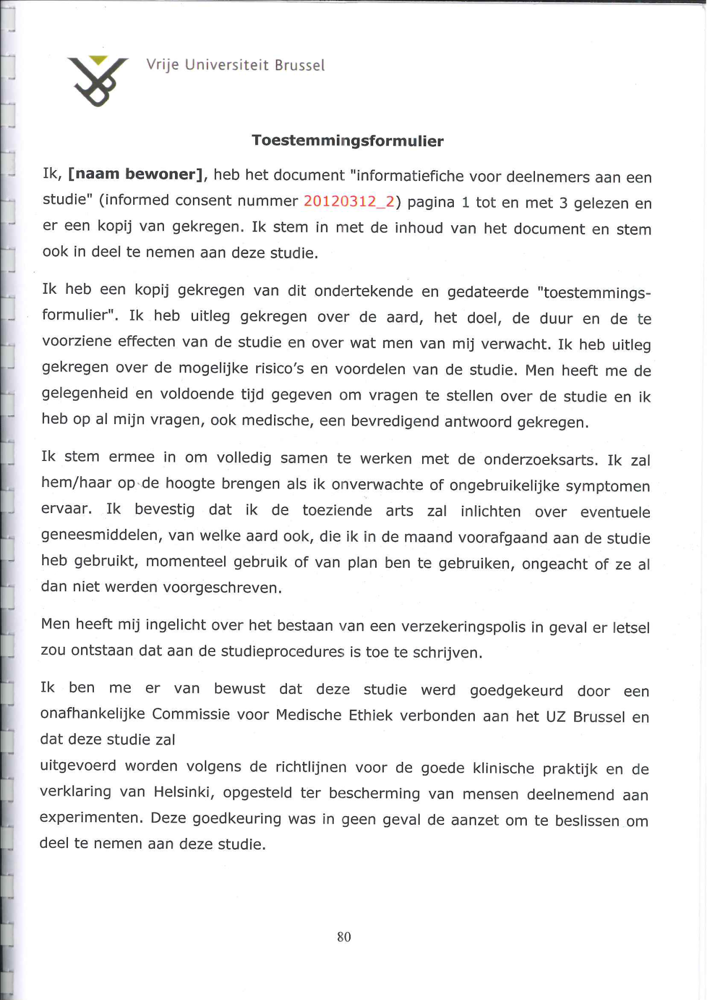 Vrije Universiteit Brussel
Toestemmingsformulier
Ik, [naam bewoner], heb het document "informatiefiche voor deelnemers aan een
studie" (informed consent nummer 20120312_2) pagina 1 tot en met 3 gelezen en
er een kopij van gekregen. Ik stem in met de inhoud van het document en stem
ook in deel te nemen aan deze studie.
Ik heb een kopij gekregen van dit ondertekende en gedateerde "toestemmings-
formulier". Ik heb uitleg gekregen over de aard, het doel, de duur en de te
voorziene effecten van de studie en over wat men van mij verwacht. Ik heb uitleg
gekregen over de mogelijke risico's en voordelen van de studie. Men heeft me de
gelegenheid en voldoende tijd gegeven om vragen te stellen over de studie en ik
heb op al mijn vragen, ook medische, een bevredigend antwoord gekregen.
Ik stem ermee in om volledig samen te werken met de onderzoeksarts. Ik zal
hem/haar op de hoogte brengen als ik onverwachte of ongebruikelijke symptomen
ervaar. Ik bevestig dat ik de toeziende arts zal inlichten over eventuele
geneesmiddelen, van welke aard ook, die ik in de maand voorafgaand aan de studie
heb gebruikt, momenteel gebruik of van plan ben te gebruiken, ongeacht of ze al
dan niet werden voorgeschreven.
Men heeft mij ingelicht over het bestaan van een verzekeringspolis in geval er letsel
zou ontstaan dat aan de studieprocedures is toe te schrijven.
Ik ben me er van bewust dat deze studie werd goedgekeurd door een
onafhankelijke Commissie voor Medische Ethiek verbonden aan het UZ Brussel en
dat deze studie zal
uitgevoerd worden volgens de richtlijnen voor de goede klinische praktijk en de
verklaring van Helsinki, opgesteld ter bescherming van mensen deelnemend aan
experimenten. Deze goedkeuring was in geen geval de aanzet om te beslissen om
deel te nemen aan deze studie.
80